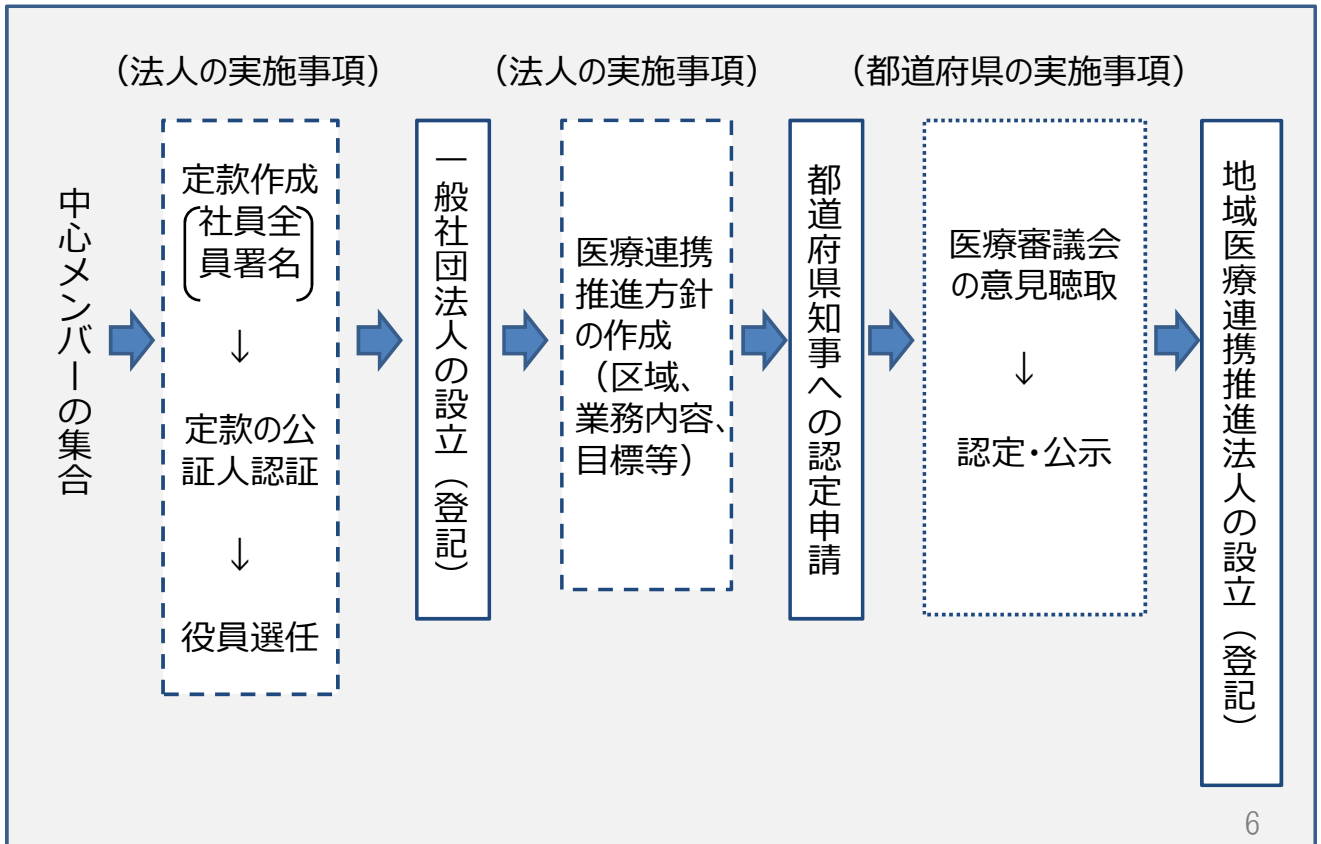 （法人の実施事項）
（法人の実施事項）
（都道府県の実施事項）
中心メンバーの集合
定款作成
社員全
員署名
↓
定款の公
証人認証
↓
役員選任
一般社団法人の設立（登記）
医療連携
推進方針
の作成
（区域、
業務内容、
目標等）
都道府県知事への認定申請
医療審議会
の意見聴取
↓
認定・公示
地域医療連携推進法人の設立（登記）
6